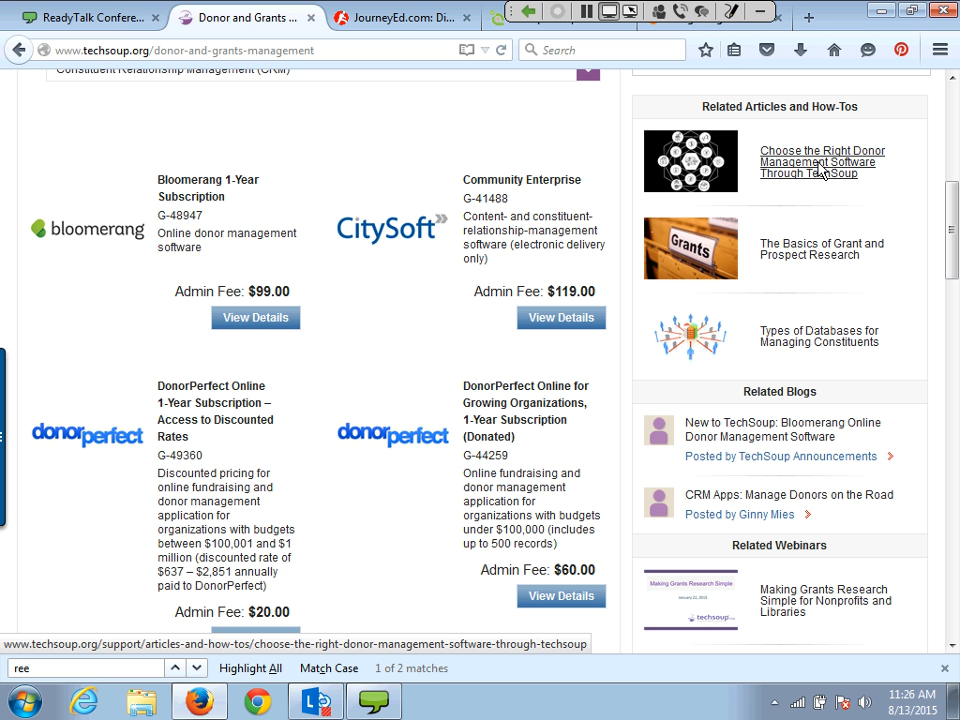 ReadyTalk Conferе...
Donor and Grants ...
JourneyEd.com: Di...
www.techsoup.org/donor-and-grants-management
Search
Constituent Relationship Management (CRM)
bloomerang
Bloomerang 1-Year
Subscription
G-48947
Online donor management
software
Admin Fee: $99.00
View Details
CitySoft
Community Enterprise
G-41488
Content- and constituent-
relationship-management
software (electronic delivery
only)
Admin Fee: $119.00
View Details
donorperfect
DonorPerfect Online
1-Year Subscription –
Access to Discounted
Rates
G-49360
Discounted pricing for
online fundraising and
donor management
application for
organizations with budgets
between $100,001 and $1
million (discounted rate of
$637 – $2,851 annually
paid to DonorPerfect)
Admin Fee: $20.00
donorperfect
DonorPerfect Online for
Growing Organizations,
1-Year Subscription
(Donated)
G-44259
Online fundraising and
donor management
application for
organizations with budgets
under $100,000 (includes
up to 500 records)
Admin Fee: $60.00
View Details
Related Articles and How-Tos
Choose the Right Donor
Management Software
Through TechSoup
Grants
The Basics of Grant and
Prospect Research
Types of Databases for
Managing Constituents
Related Blogs
New to TechSoup: Bloomerang Online
Donor Management Software
Posted by TechSoup Announcements
CRM Apps: Manage Donors on the Road
Posted by Ginny Mies
Related Webinars
Making Grants Research Simple
January 22, 2015
techsoup
Making Grants Research
Simple for Nonprofits and
Libraries
www.techsoup.org/support/articles-and-how-tos/choose-the-right-donor-management-software-through-techsoup
ree
Highlight All
Match Case
1 of 2 matches
11:26 AM
8/13/2015